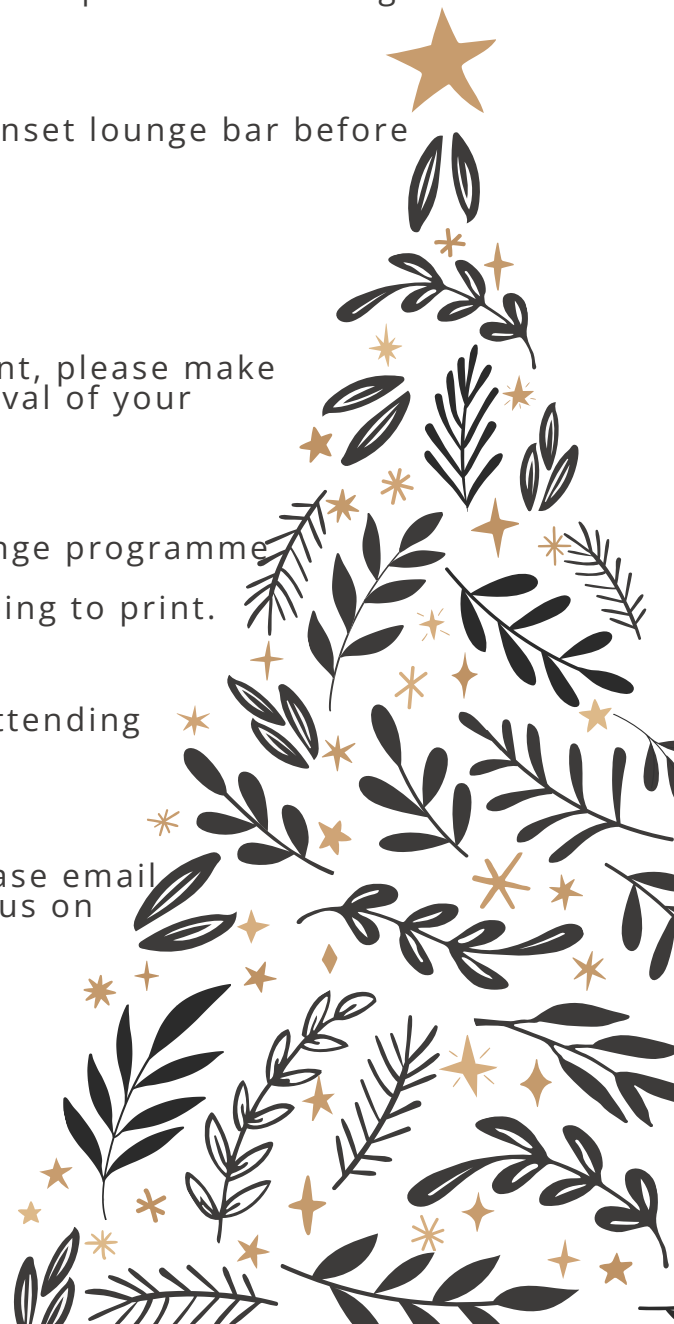 nset lounge bar before
nt, please make
val of your
nge programme
ing to print.
ttending
ase email
us on